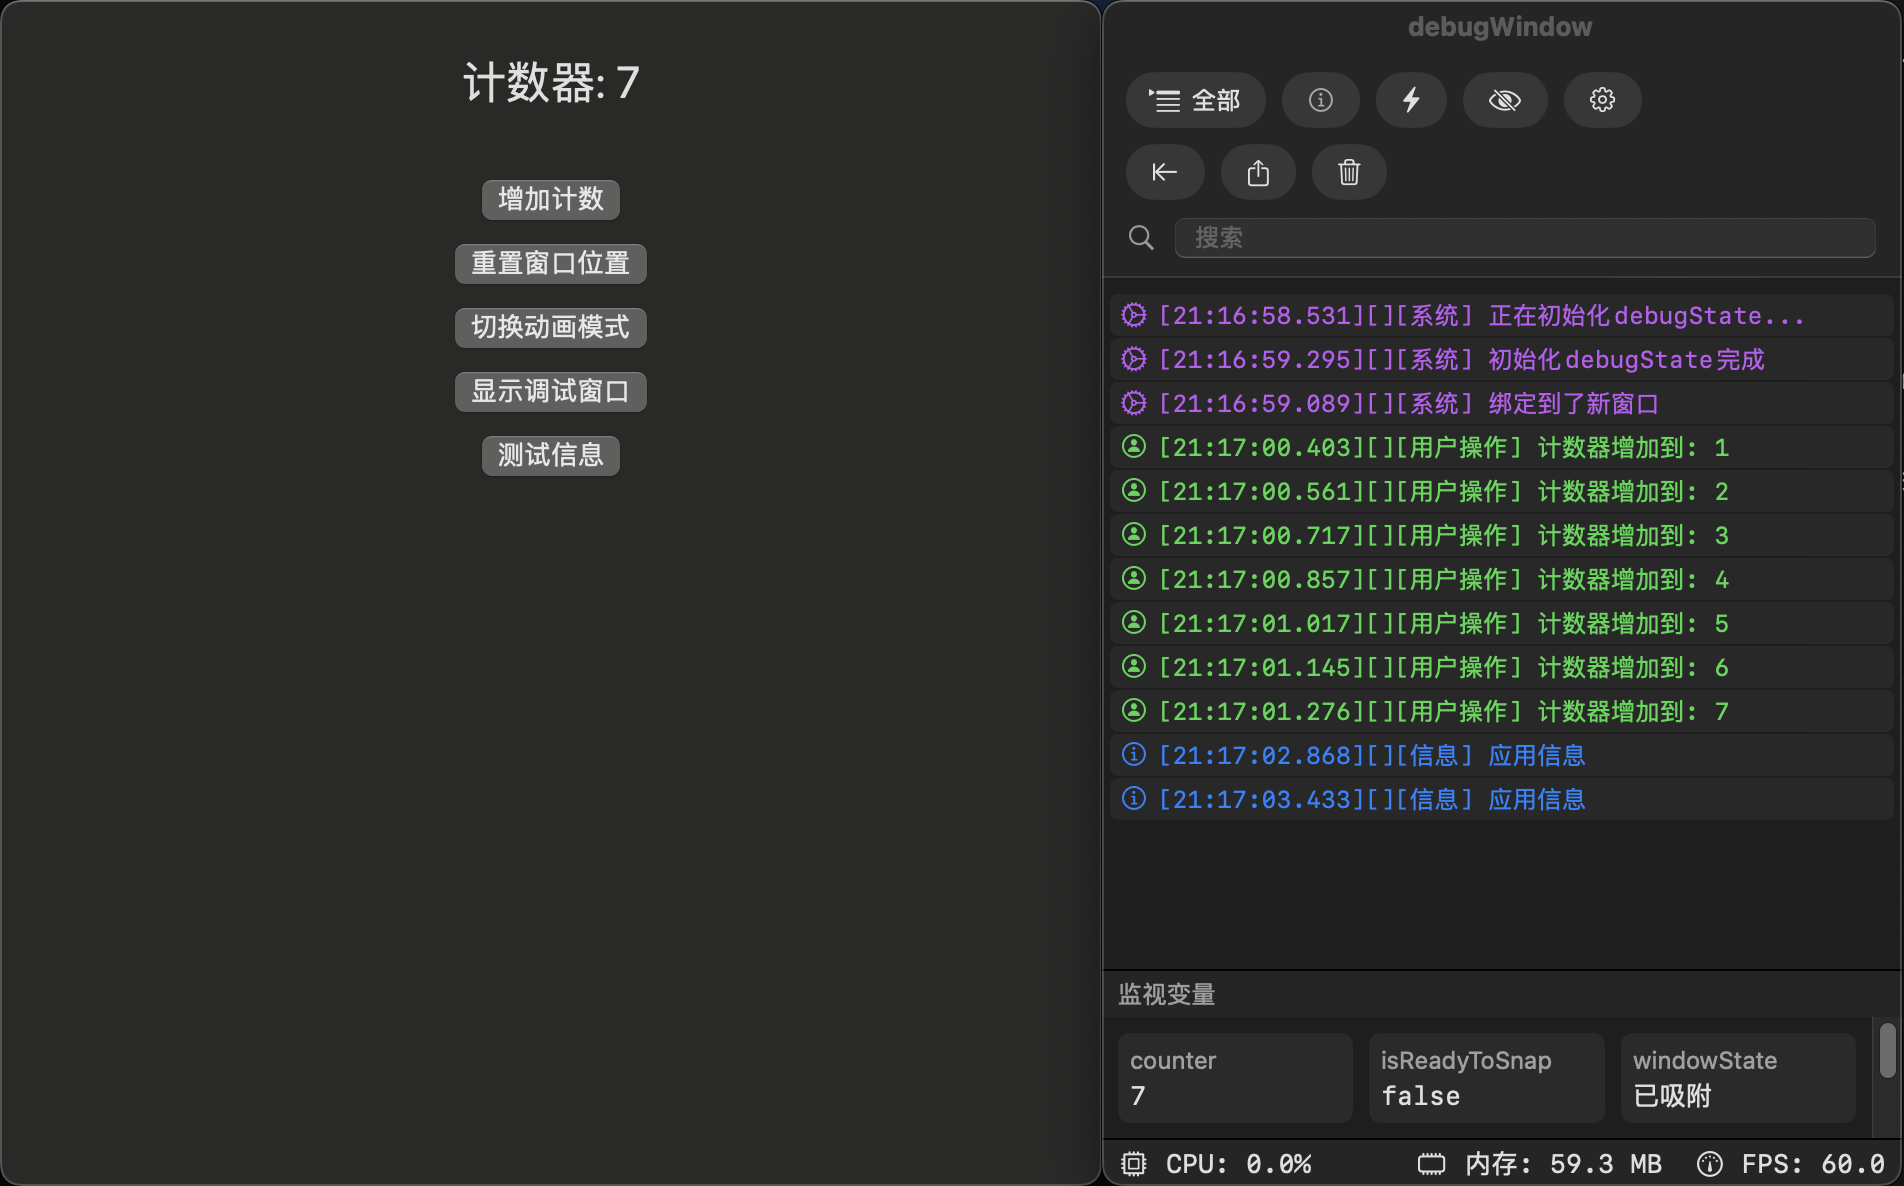 计数器: 7
增加计数
重置窗口位置
切换动画模式
显示调试窗口
测试信息
debugWindow
全部
搜索
[21:16:58.531][][系统] 正在初始化debugState...
[21:16:59.295][][系统] 初始化debugState完成
[21:16:59.089][][系统] 绑定到了新窗口
[21:17:00.403][][用户操作] 计数器增加到: 1
[21:17:00.561][][用户操作] 计数器增加到: 2
[21:17:00.717][][用户操作] 计数器增加到: 3
[21:17:00.857][][用户操作] 计数器增加到: 4
[21:17:01.017][][用户操作] 计数器增加到: 5
[21:17:01.145][][用户操作] 计数器增加到: 6
[21:17:01.276][][用户操作] 计数器增加到: 7
[21:17:02.868][][信息] 应用信息
[21:17:03.433][][信息] 应用信息
监视变量
counter
7
isReadyToSnap
false
windowState
已吸附
CPU: 0.0%
内存: 59.3 MB
FPS: 60.0